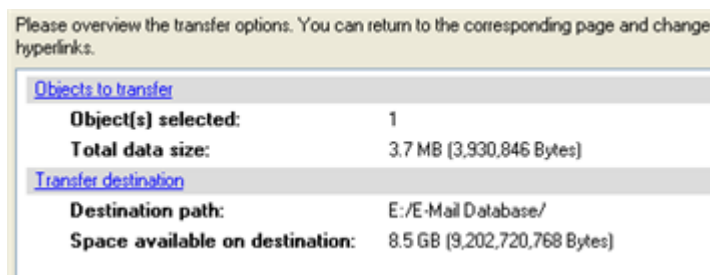 Please overview the transfer options. You can return to the corresponding page and change
hyperlinks.
Objects to transfer
Object(s) selected: 1
Total data size: 3.7 MB (3,930,846 Bytes)
Transfer destination
Destination path: E:/E-Mail Database/
Space available on destination: 8.5 GB (9,202,720,768 Bytes)